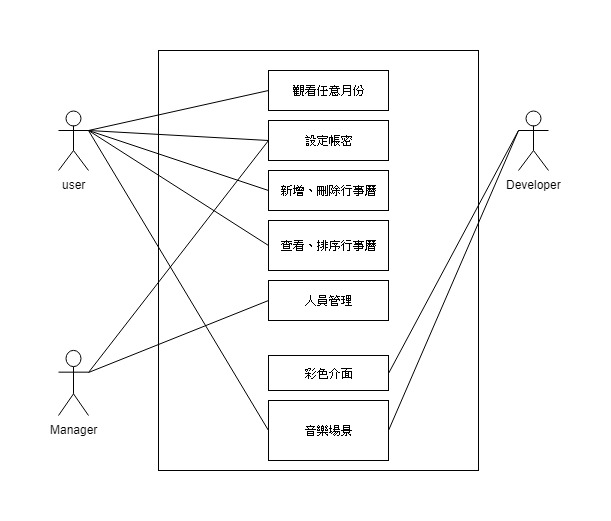 觀看任意月份
設定帳密
user
Developer
新增、刪除行事曆
查看、排序行事曆
人員管理
彩色介面
Manager
音樂場景